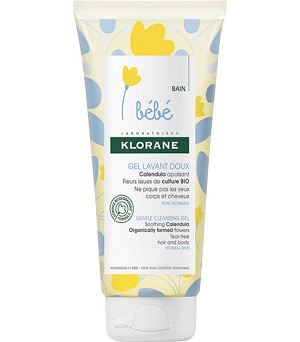 BAIN
bébé
LABORATOIRES
KLORANE
GEL LAVANT DOUX
Calendula apaisant
Fleurs issues de culture BIO
Ne pique pas les yeux
corps et cheveux
PEAU NORMALE
GENTLE CLEANSING GEL
Soothing Calendula
Organically farmed flowers
Tear-free
hair and body
NORMAL SKIN